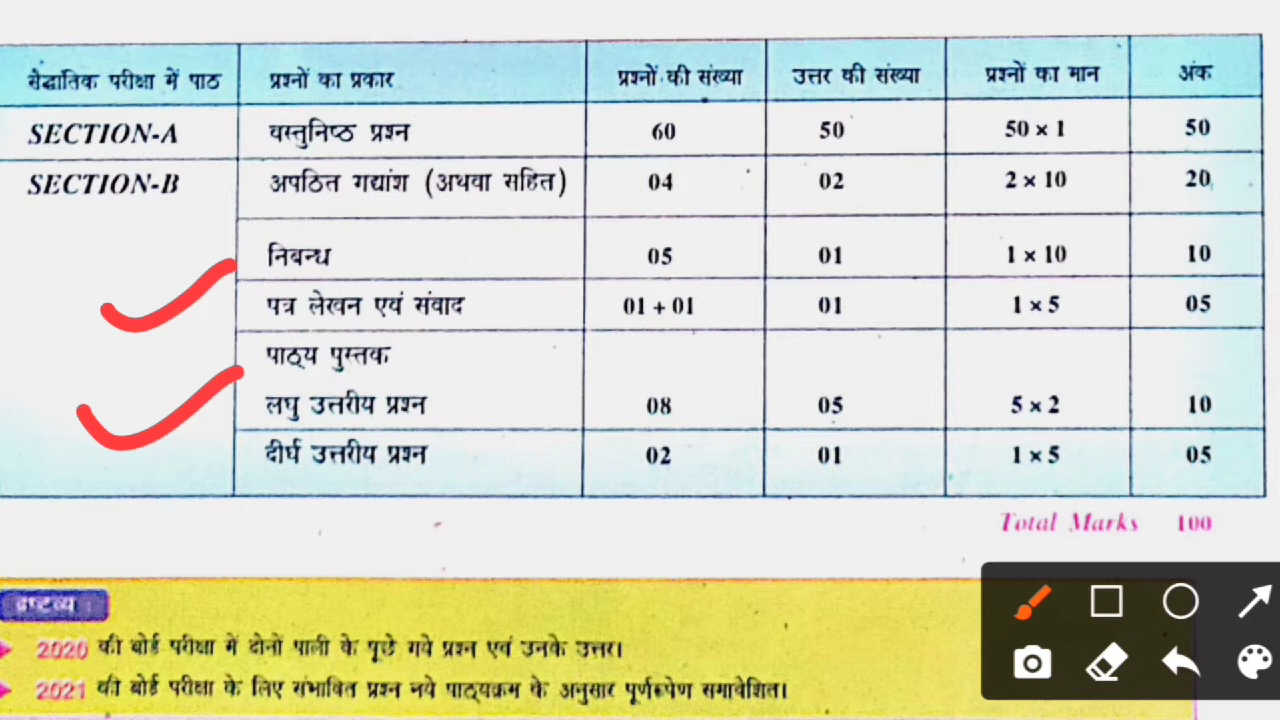 सैद्धांतिक परीक्षा में पाठ प्रश्नों का प्रकार प्रश्नों की संख्या उत्तर की संख्या प्रश्नों का मान अंक
SECTION-A वस्तुनिष्ठ प्रश्न 60 50 50 × 1 50
SECTION-B अपठित गद्यांश (अथवा सहित) 04 02 2 × 10 20
निबन्ध 05 01 1 × 10 10
पत्र लेखन एवं संवाद 01 + 01 01 1 × 5 05
पाठ्य पुस्तक
लघु उत्तरीय प्रश्न 08 05 5 × 2 10
दीर्घ उत्तरीय प्रश्न 02 01 1 × 5 05
Total Marks 100
द्रष्टव्य :
2020 की बोर्ड परीक्षा में दोनों पाली के पूछे गये प्रश्न एवं उनके उत्तर।
2021 की बोर्ड परीक्षा के लिए संभावित प्रश्न नये पाठ्यक्रम के अनुसार पूर्णरूपेण समावेशित।